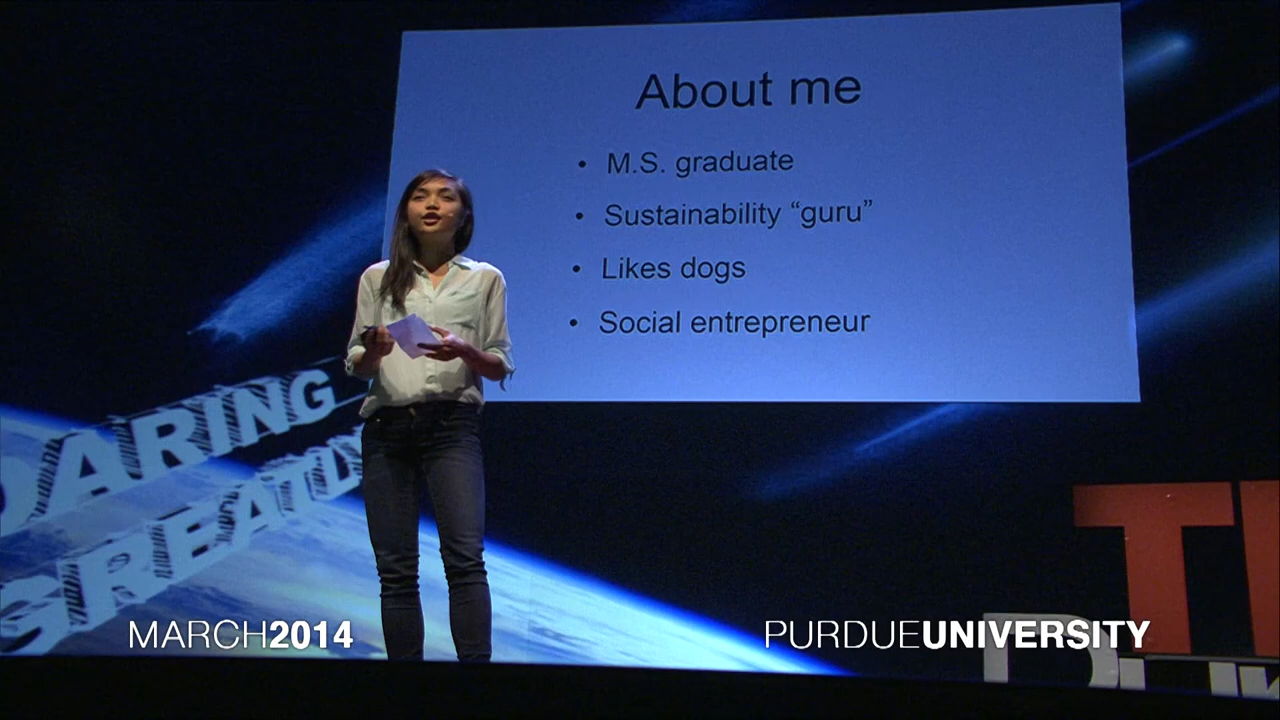 About me
• M.S. graduate
• Sustainability “guru”
• Likes dogs
• Social entrepreneur
DARING
GREATLY
MARCH2014
PURDUEUNIVERSITY